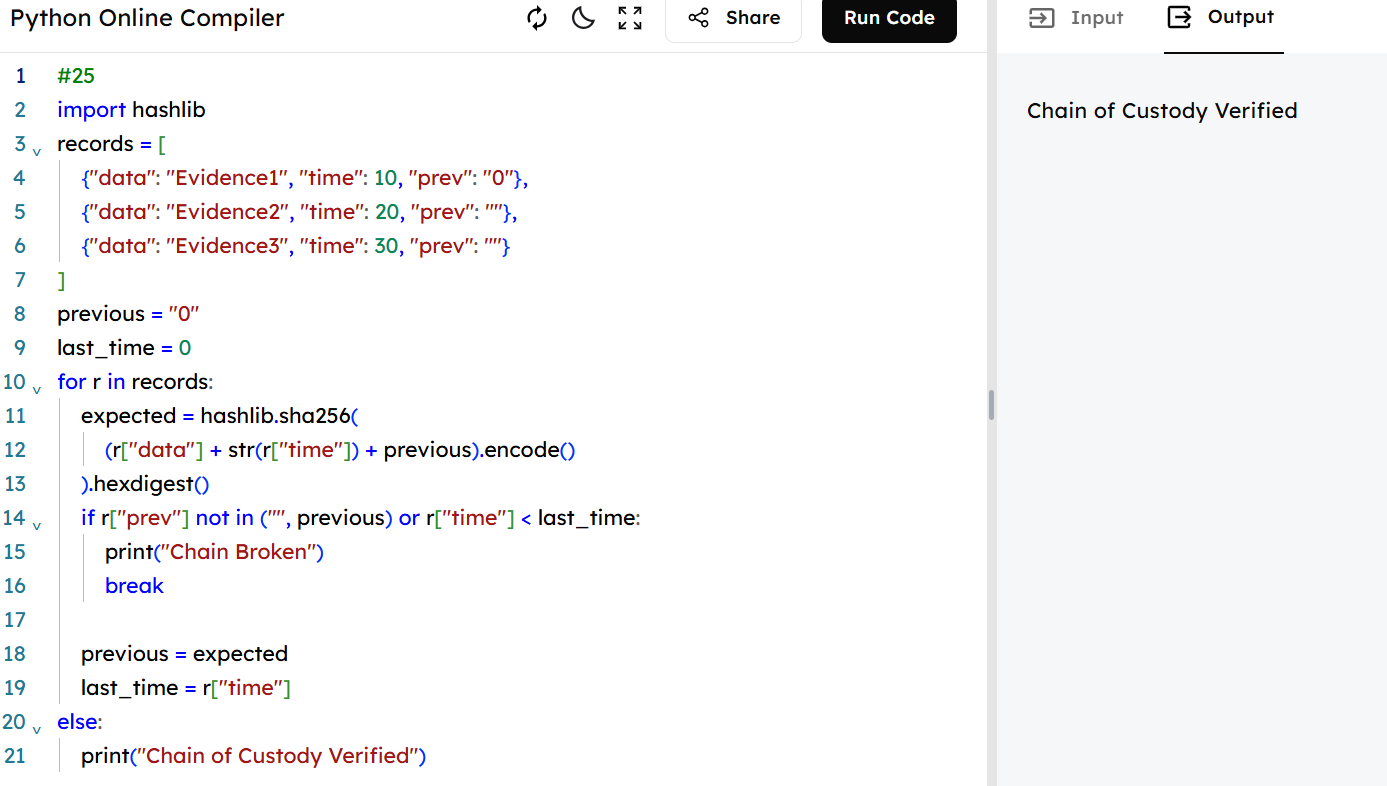 Python Online Compiler Share Run Code Input Output
1 #25
2 import hashlib
3 records = [
4 {"data": "Evidence1", "time": 10, "prev": "0"},
5 {"data": "Evidence2", "time": 20, "prev": ""},
6 {"data": "Evidence3", "time": 30, "prev": ""}
7 ]
8 previous = "0"
9 last_time = 0
10 for r in records:
11 expected = hashlib.sha256(
12 (r["data"] + str(r["time"]) + previous).encode()
13 ).hexdigest()
14 if r["prev"] not in ("", previous) or r["time"] < last_time:
15 print("Chain Broken")
16 break
17
18 previous = expected
19 last_time = r["time"]
20 else:
21 print("Chain of Custody Verified")
Chain of Custody Verified